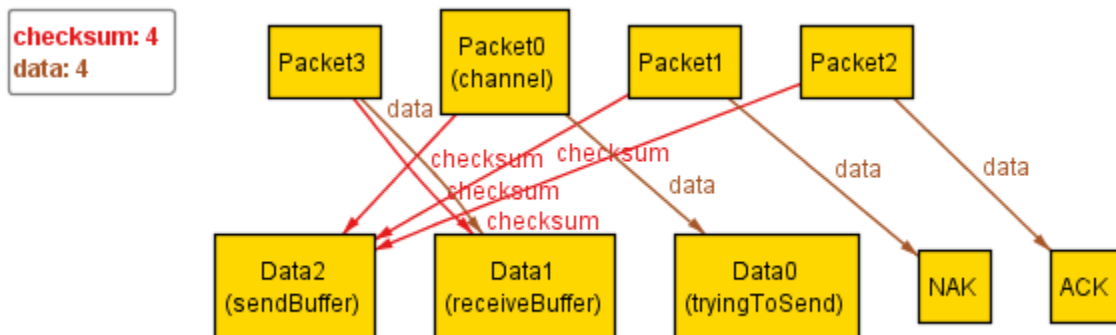 checksum: 4
data: 4
Packet3
Packet0
(channel)
Packet1
Packet2
data
checksum
checksum
data
data
data
checksum
checksum
Data2
(sendBuffer)
Data1
(receiveBuffer)
Data0
(tryingToSend)
NAK
ACK